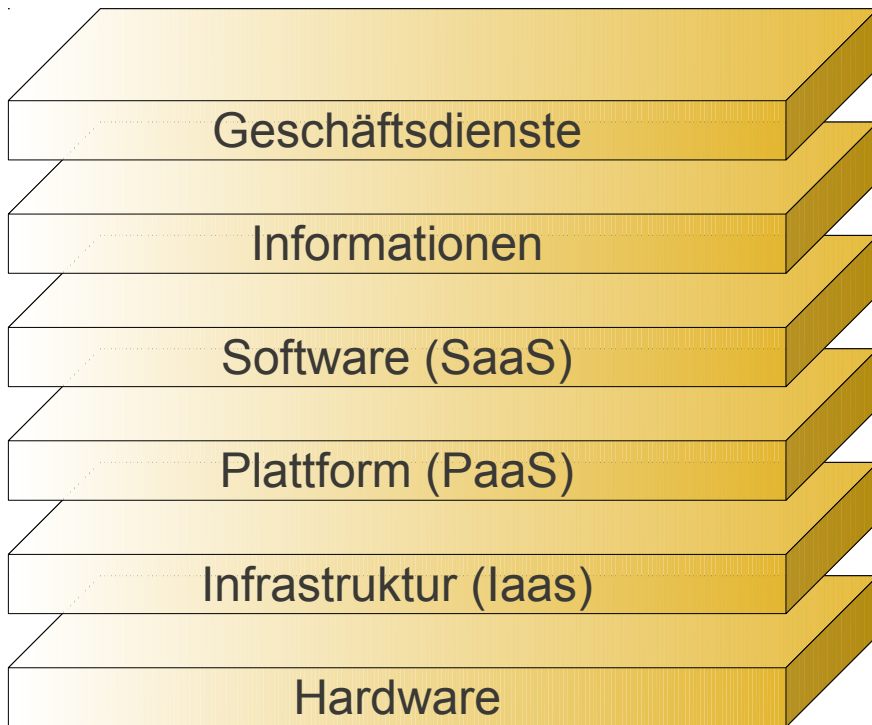 Geschäftsdienste
Informationen
Software (SaaS)
Plattform (PaaS)
Infrastruktur (Iaas)
Hardware